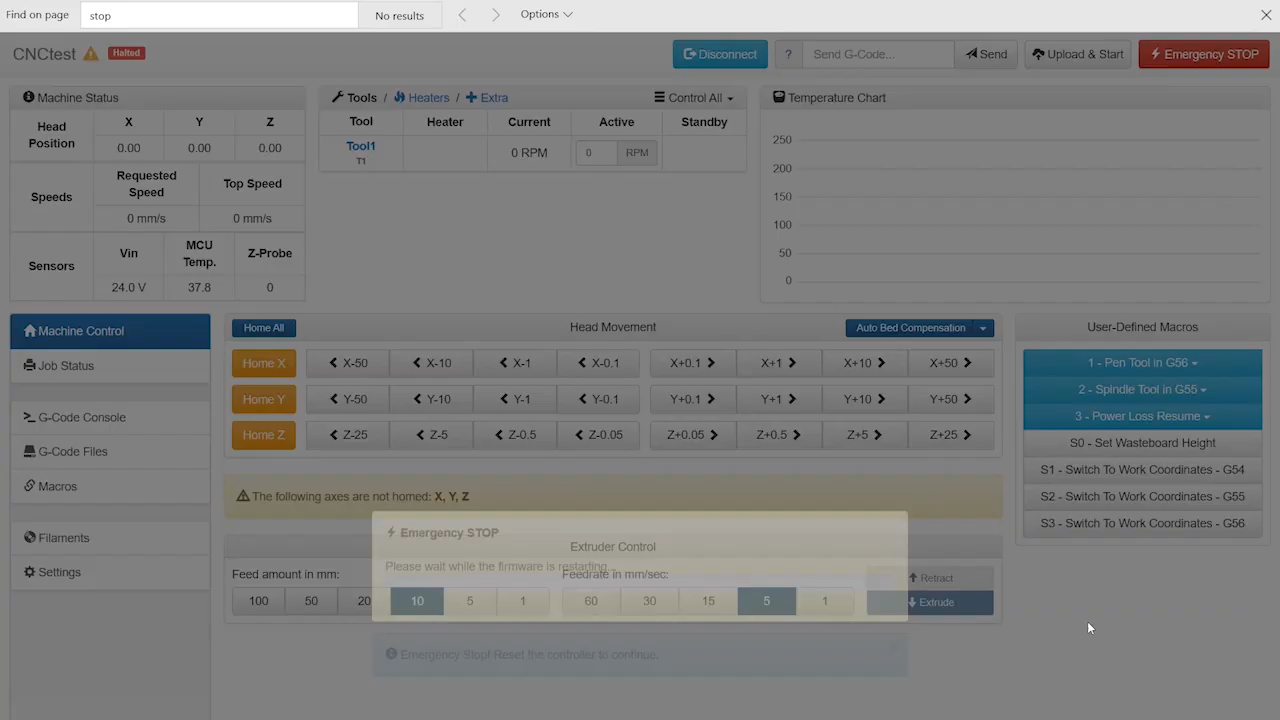 Find on page stop No results Options
CNCtest Halted Disconnect ? Send G-Code... Send Upload & Start Emergency STOP
Machine Status
Head Position X Y Z
0.00 0.00 0.00
Speeds Requested Speed Top Speed
0 mm/s 0 mm/s
Sensors Vin MCU Temp. Z-Probe
24.0 V 37.8 0
Tools / Heaters / Extra Control All
Tool Heater Current Active Standby
Tool1 0 RPM 0 RPM
T1
Temperature Chart
250
200
150
100
50
0
Machine Control
Job Status
G-Code Console
G-Code Files
Macros
Filaments
Settings
Home All Head Movement Auto Bed Compensation
Home X X-50 X-10 X-1 X-0.1 X+0.1 X+1 X+10 X+50
Home Y Y-50 Y-10 Y-1 Y-0.1 Y+0.1 Y+1 Y+10 Y+50
Home Z Z-25 Z-5 Z-0.5 Z-0.05 Z+0.05 Z+0.5 Z+5 Z+25
The following axes are not homed: X, Y, Z
Emergency STOP
Extruder Control
Please wait while the firmware is restarting...
Feed amount in mm: Feedrate in mm/sec:
100 50 20 10 5 1 60 30 15 5 1
Retract
Extrude
Emergency Stop! Reset the controller to continue.
User-Defined Macros
1 - Pen Tool in G56
2 - Spindle Tool in G55
3 - Power Loss Resume
S0 - Set Wasteboard Height
S1 - Switch To Work Coordinates - G54
S2 - Switch To Work Coordinates - G55
S3 - Switch To Work Coordinates - G56